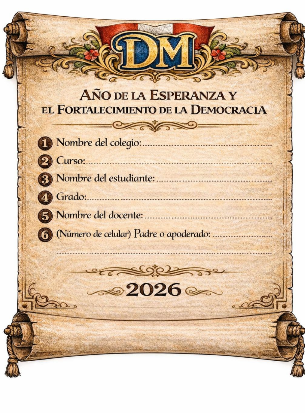 DM
AÑO DE LA ESPERANZA Y
EL FORTALECIMIENTO DE LA DEMOCRACIA
1 Nombre del colegio:
2 Curso:
3 Nombre del estudiante:
4 Grado:
5 Nombre del docente:
6 (Número de celular) Padre o apoderado:
2026